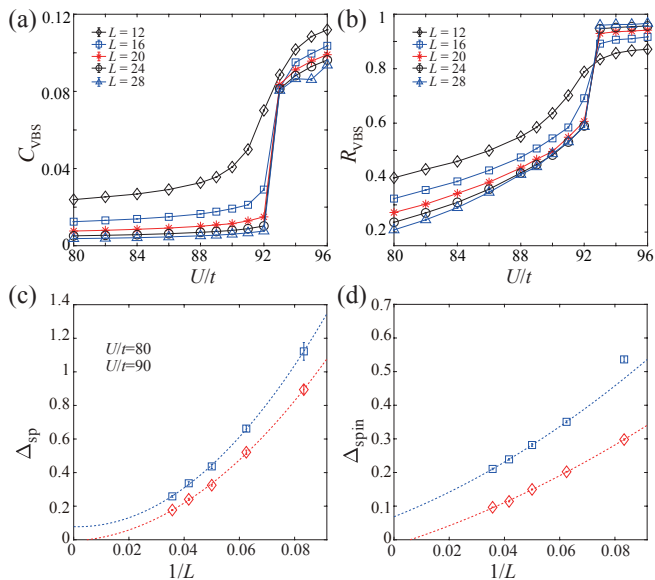 (a)
0.12
0.08
0.04
0
C_VBS
L = 12
L = 16
L = 20
L = 24
L = 28
80 84 88 92 96
U/t
(b)
1
0.8
0.6
0.4
0.2
R_VBS
L = 12
L = 16
L = 20
L = 24
L = 28
80 84 88 92 96
U/t
(c)
1.4
1.2
1
0.8
0.6
0.4
0.2
0
Δ_sp
U/t=80
U/t=90
0 0.02 0.04 0.06 0.08
1/L
(d)
0.7
0.6
0.5
0.4
0.3
0.2
0.1
0
Δ_spin
0 0.02 0.04 0.06 0.08
1/L